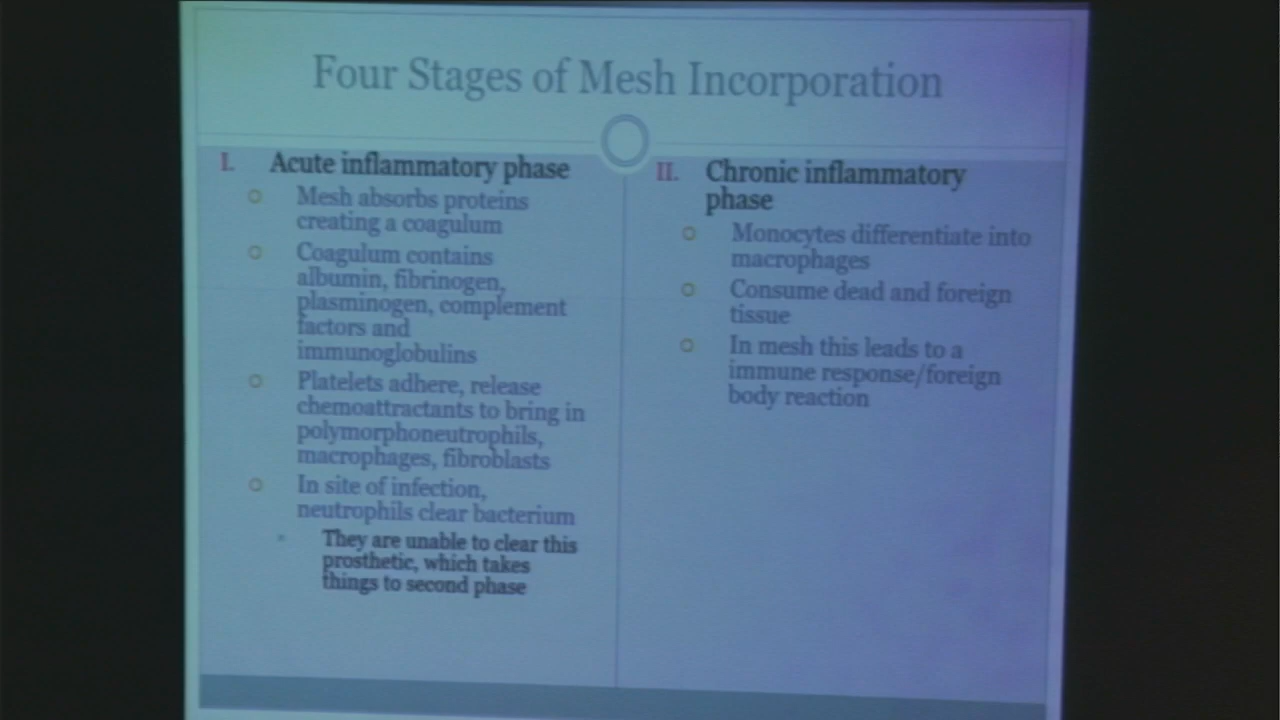 Four Stages of Mesh Incorporation
I. Acute inflammatory phase
Mesh absorbs proteins
creating a coagulum
Coagulum contains
albumin, fibrinogen,
plasminogen, complement
factors and
immunoglobulins
Platelets adhere, release
chemoattractants to bring in
polymorphoneutrophils,
macrophages, fibroblasts
In site of infection,
neutrophils clear bacterium
They are unable to clear this
prosthetic, which takes
things to second phase
II. Chronic inflammatory
phase
Monocytes differentiate into
macrophages
Consume dead and foreign
tissue
In mesh this leads to a
immune response/foreign
body reaction